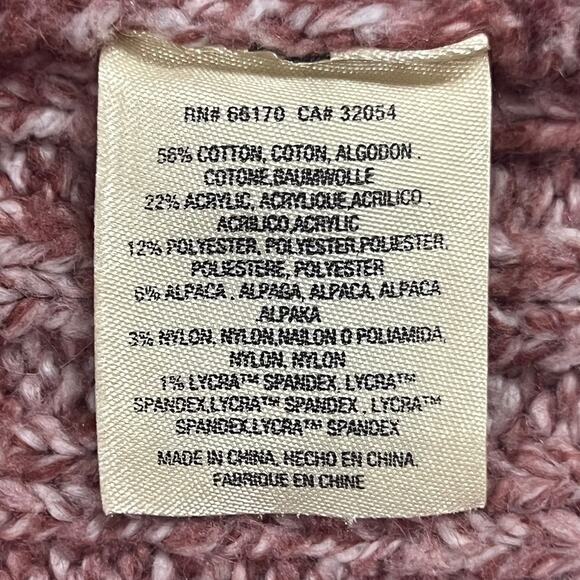 RN# 66170 CA# 32054
56% COTTON, COTON, ALGODON .
COTONE,BAUMWOLLE
22% ACRYLIC, ACRYLIQUE,ACRILICO .
ACRILICO,ACRYLIC
12% POLYESTER, POLYESTER,POLIESTER,
POLIESTERE, POLYESTER
6% ALPACA , ALPAGA, ALPACA, ALPACA
,ALPAKA
3% NYLON, NYLON,NAILON O POLIAMIDA,
NYLON, NYLON
1% LYCRA™ SPANDEX, LYCRA™
SPANDEX,LYCRA™ SPANDEX , LYCRA™
SPANDEX,LYCRA™ SPANDEX
MADE IN CHINA, HECHO EN CHINA,
FABRIQUE EN CHINE